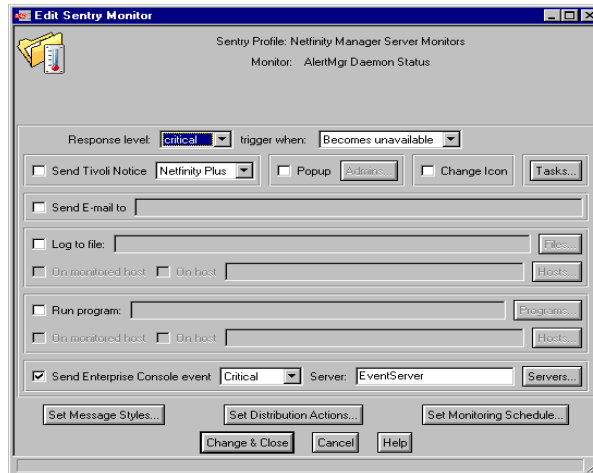 Edit Sentry Monitor
Sentry Profile: Netfinity Manager Server Monitors
Monitor: AlertMgr Daemon Status
Response level: critical trigger when: Becomes unavailable
Send Tivoli Notice Netfinity Plus Popup Admins... Change Icon Tasks...
Send E-mail to
Log to file: Files...
On monitored host On host Hosts...
Run program: Programs...
On monitored host On host Hosts...
Send Enterprise Console event Critical Server: EventServer Servers...
Set Message Styles... Set Distribution Actions... Set Monitoring Schedule...
Change & Close Cancel Help